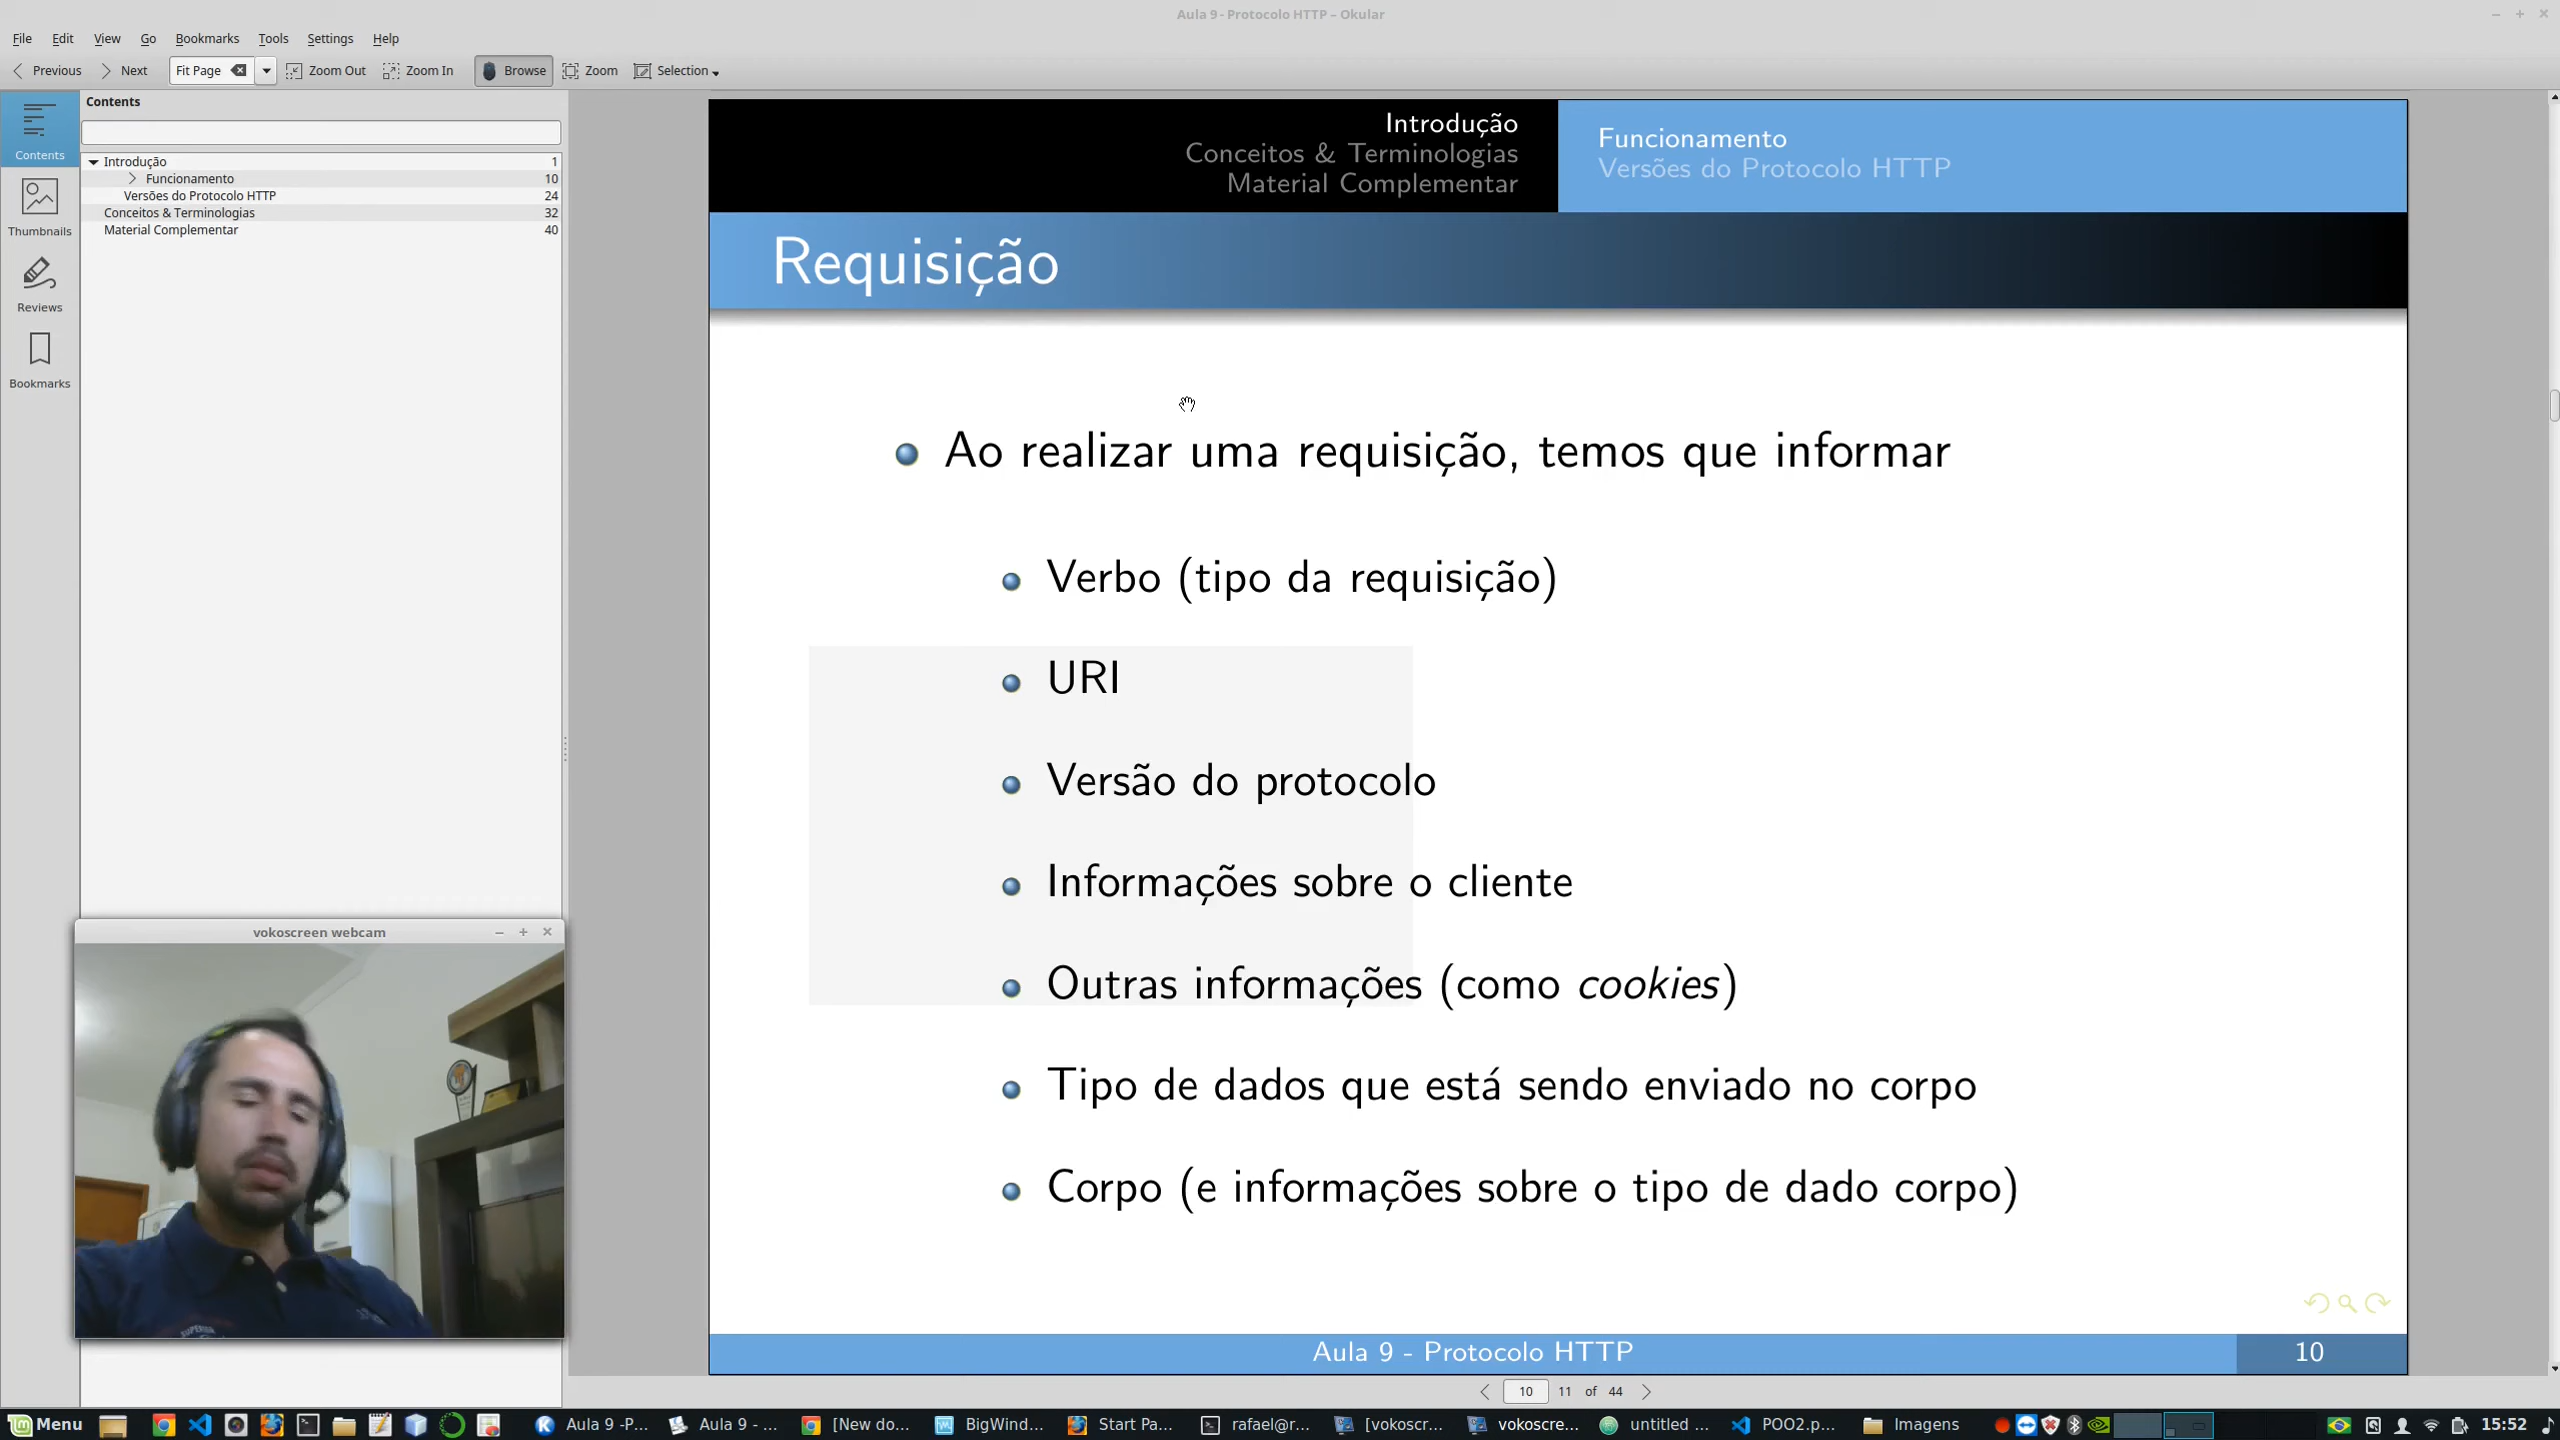 Aula 9 - Protocolo HTTP – Okular
File Edit View Go Bookmarks Tools Settings Help
Previous Next Fit Page Zoom Out Zoom In Browse Zoom Selection
Contents
Contents
Thumbnails
Reviews
Bookmarks
Introdução 1
Funcionamento 10
Versões do Protocolo HTTP 24
Conceitos & Terminologias 32
Material Complementar 40
Introdução
Conceitos & Terminologias
Material Complementar
Funcionamento
Versões do Protocolo HTTP
Requisição
Ao realizar uma requisição, temos que informar
Verbo (tipo da requisição)
URI
Versão do protocolo
Informações sobre o cliente
Outras informações (como cookies)
Tipo de dados que está sendo enviado no corpo
Corpo (e informações sobre o tipo de dado corpo)
Aula 9 - Protocolo HTTP 10
vokoscreen webcam
10 11 of 44
Menu Aula 9 -P... Aula 9 - ... [New do... BigWind... Start Pa... rafael@r... [vokoscr... vokoscre... untitled ... POO2.p... Imagens 15:52